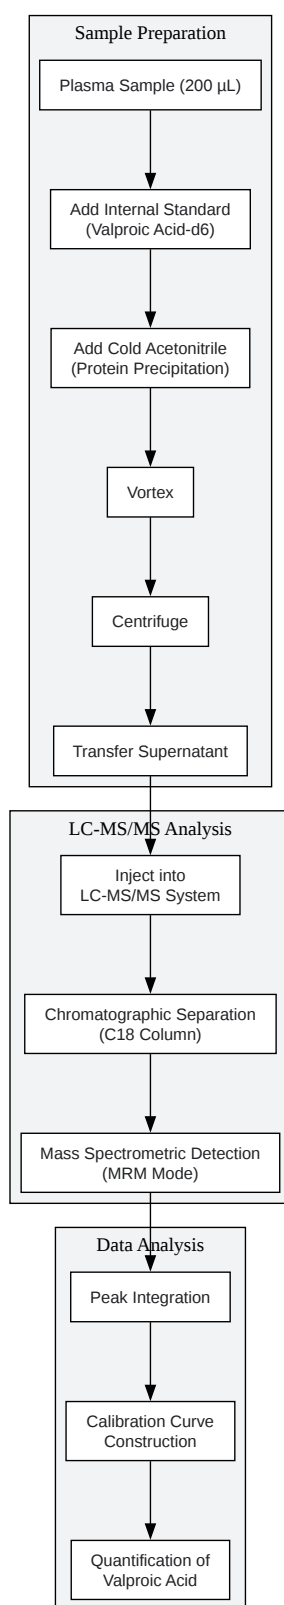 Sample Preparation
Plasma Sample (200 µL)
Add Internal Standard
(Valproic Acid-d6)
Add Cold Acetonitrile
(Protein Precipitation)
Vortex
Centrifuge
Transfer Supernatant
LC-MS/MS Analysis
Inject into
LC-MS/MS System
Chromatographic Separation
(C18 Column)
Mass Spectrometric Detection
(MRM Mode)
Data Analysis
Peak Integration
Calibration Curve
Construction
Quantification of
Valproic Acid